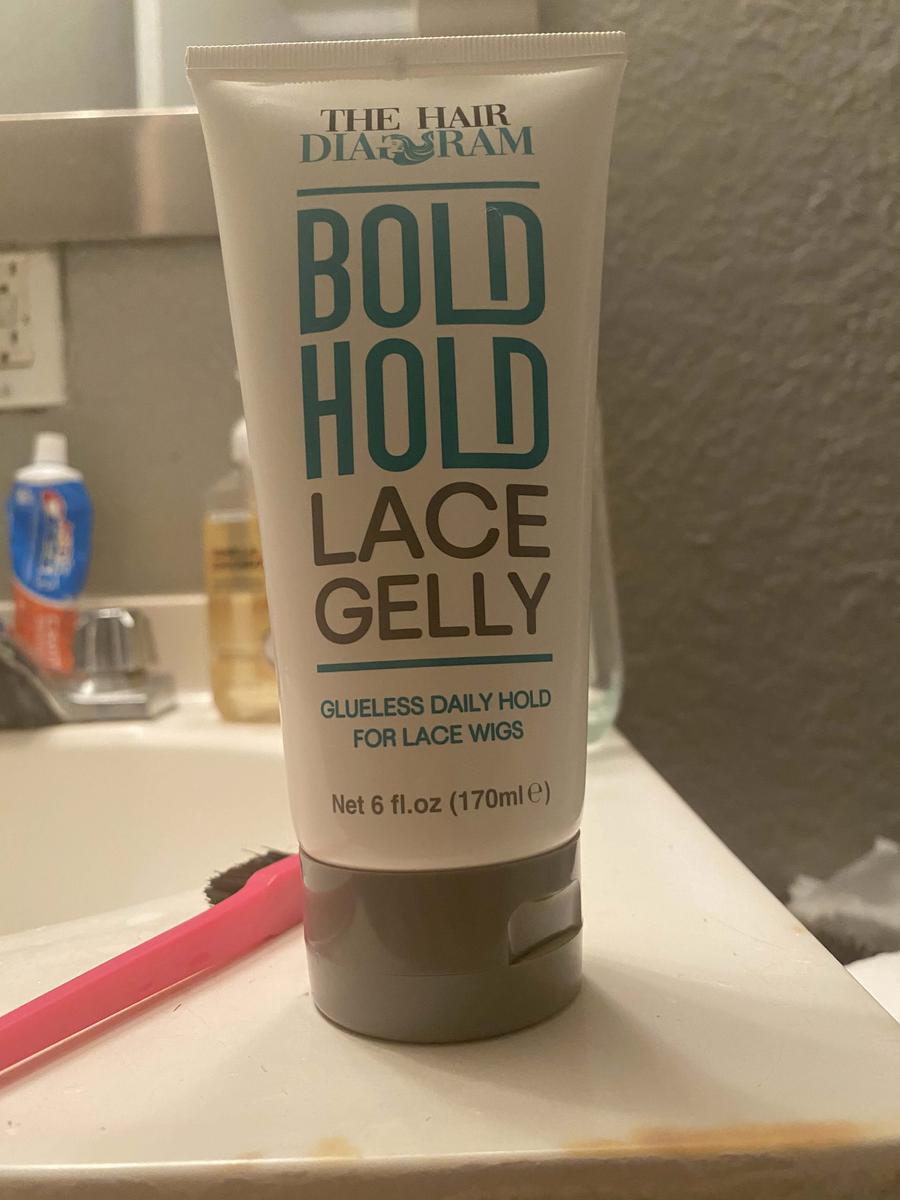 THE HAIR
DIAGRAM
BOLD
HOLD
LACE
GELLY
GLUELESS DAILY HOLD
FOR LACE WIGS
Net 6 fl.oz (170ml℮)